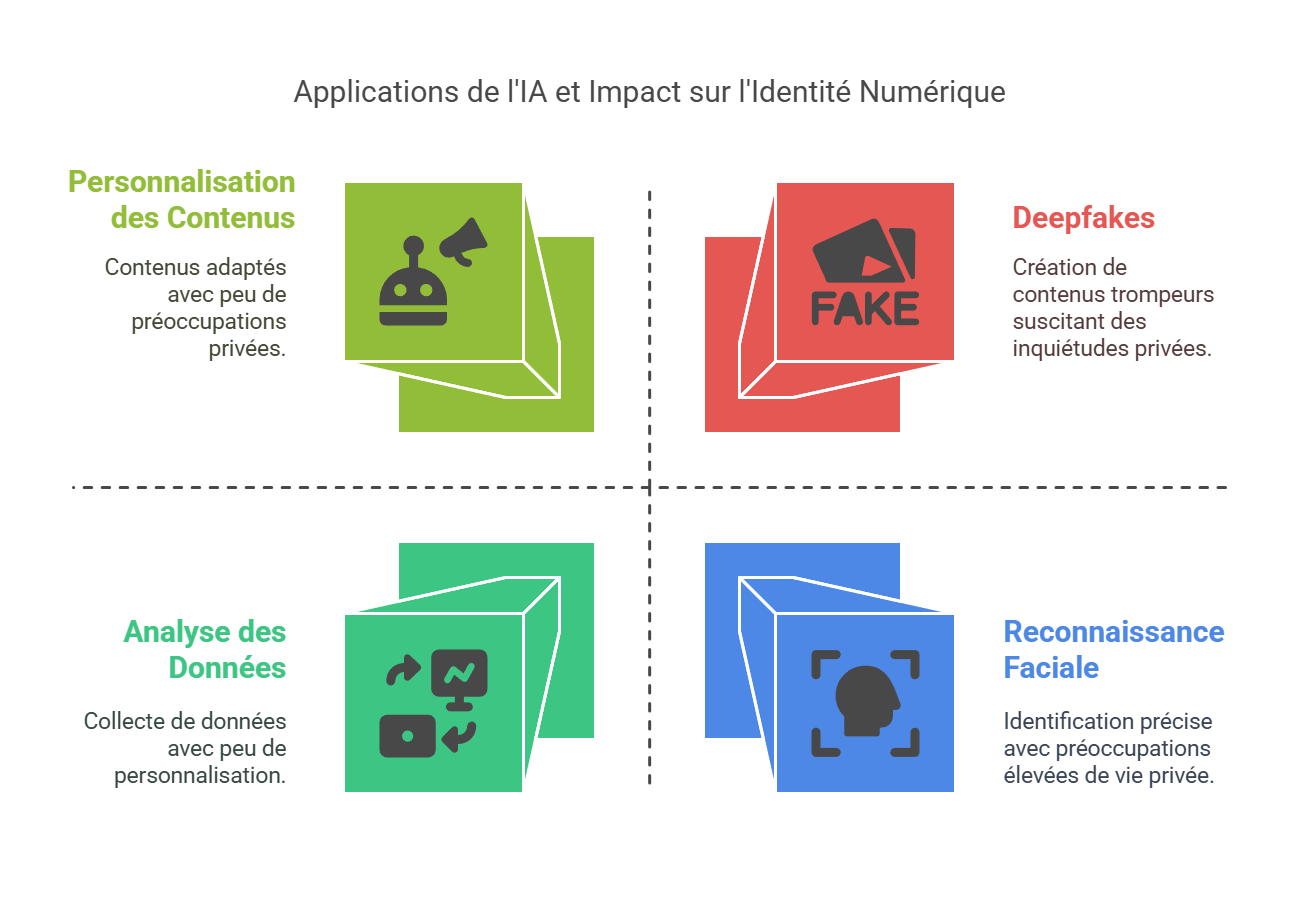 Applications de l'IA et Impact sur l'Identité Numérique
Personnalisation
des Contenus
Contenus adaptés
avec peu de
préoccupations
privées.
FAKE
Deepfakes
Création de
contenus trompeurs
suscitant des
inquiétudes privées.
Analyse des
Données
Collecte de données
avec peu de
personnalisation.
Reconnaissance
Faciale
Identification précise
avec préoccupations
élevées de vie privée.